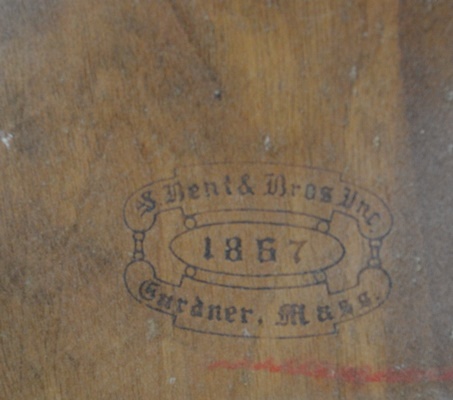 S Bent & Bros Inc.
1867
Gardner, Mass.